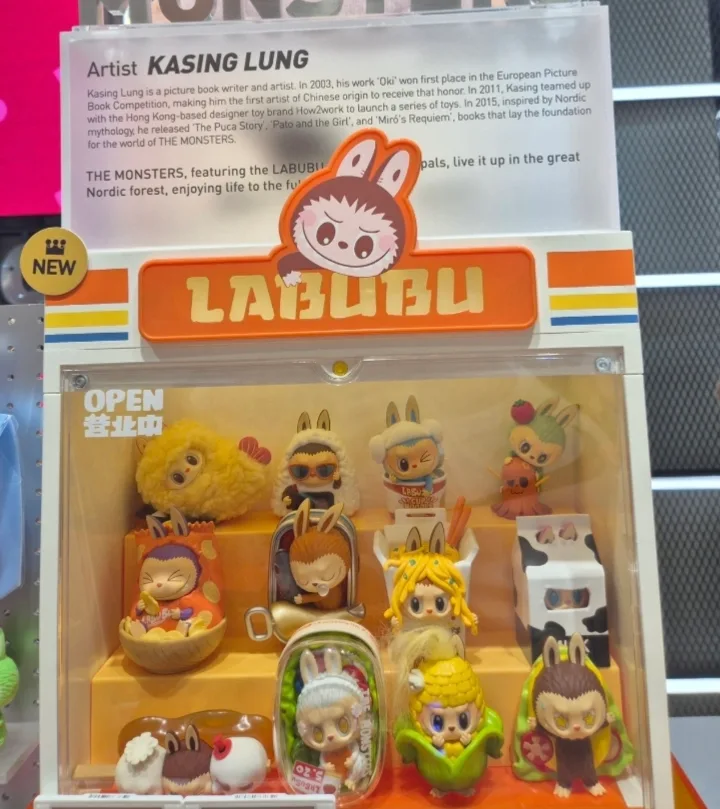 MONSTER
Artist KASING LUNG
Kasing Lung is a picture book writer and artist. In 2003, his work 'Oki' won first place in the European Picture
Book Competition, making him the first artist of Chinese origin to receive that honor. In 2011, Kasing teamed up
with the Hong Kong-based designer toy brand How2work to launch a series of toys. In 2015, inspired by Nordic
mythology, he released 'The Puca Story', 'Pato and the Girl', and 'Miró's Requiem', books that lay the foundation
for the world of THE MONSTERS.
THE MONSTERS, featuring the LABUBU pals, live it up in the great
Nordic forest, enjoying life to the
NEW
LABUBU
OPEN
营业中
LABUBU